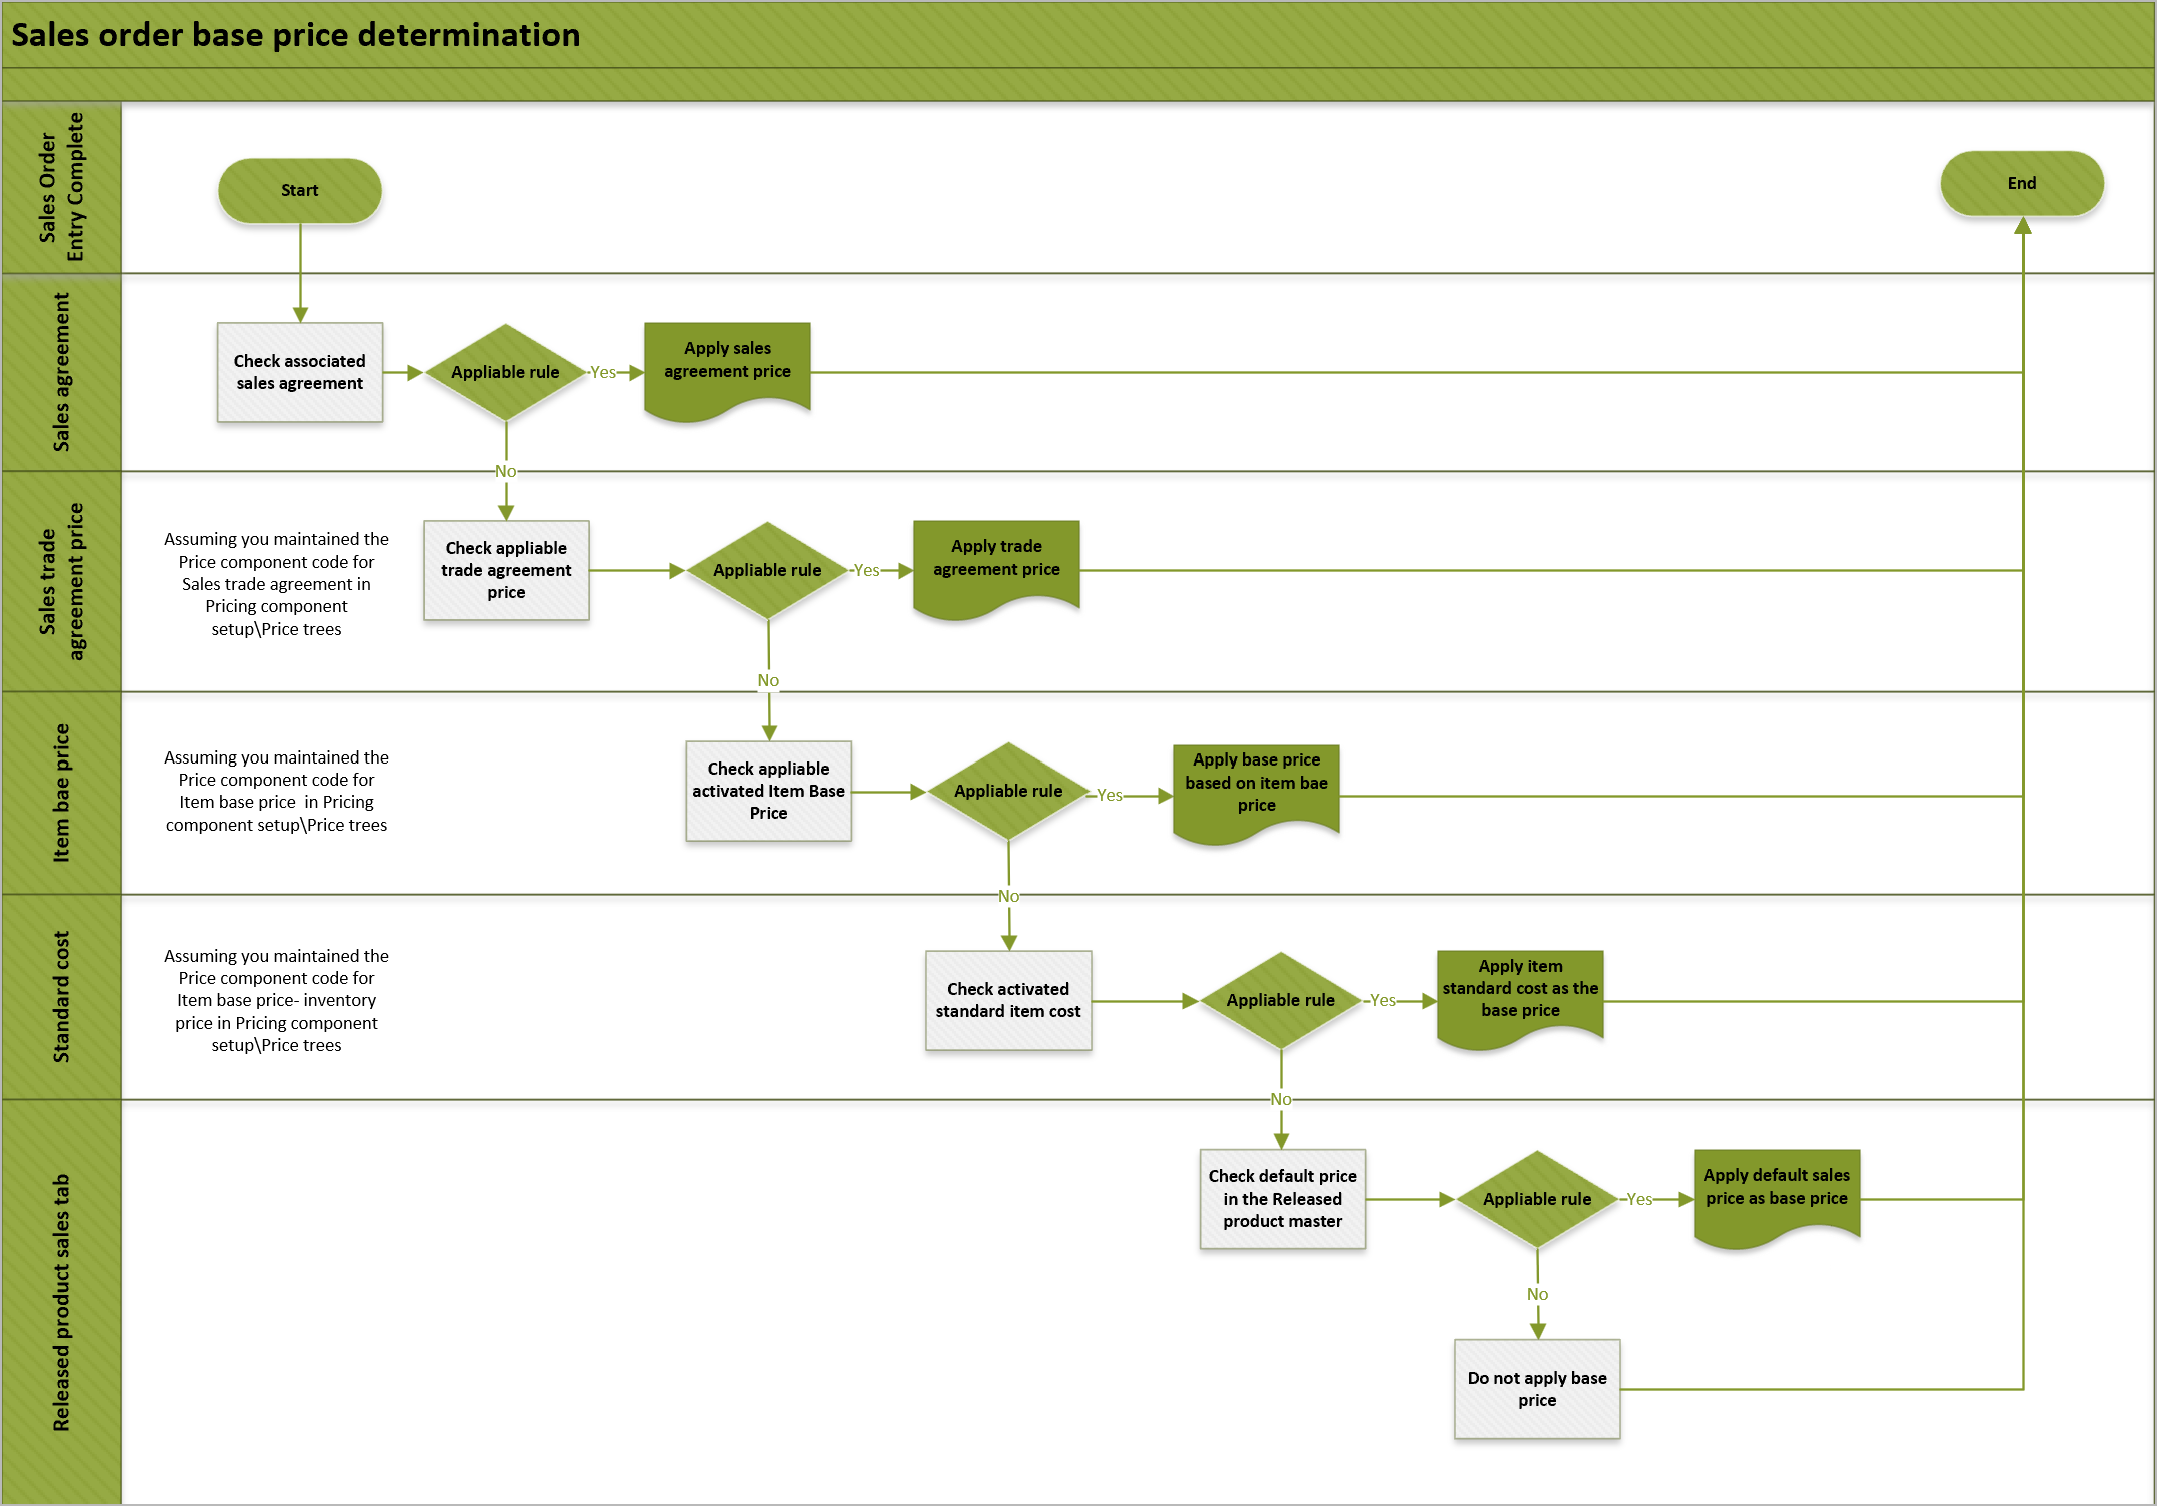 Sales order base price determination
Sales Order
Entry Complete
Start
End
Sales agreement
Check associated
sales agreement
Appliable rule
Yes
Apply sales
agreement price
No
Sales trade
agreement price
Assuming you maintained the
Price component code for
Sales trade agreement in
Pricing component
setup\Price trees
Check appliable
trade agreement
price
Appliable rule
Yes
Apply trade
agreement price
No
Item bae price
Assuming you maintained the
Price component code for
Item base price  in Pricing
component setup\Price trees
Check appliable
activated Item Base
Price
Appliable rule
Yes
Apply base price
based on item bae
price
No
Standard cost
Assuming you maintained the
Price component code for
Item base price- inventory
price in Pricing component
setup\Price trees
Check activated
standard item cost
Appliable rule
Yes
Apply item
standard cost as the
base price
No
Released product sales tab
Check default price
in the Released
product master
Appliable rule
Yes
Apply default sales
price as base price
No
Do not apply base
price